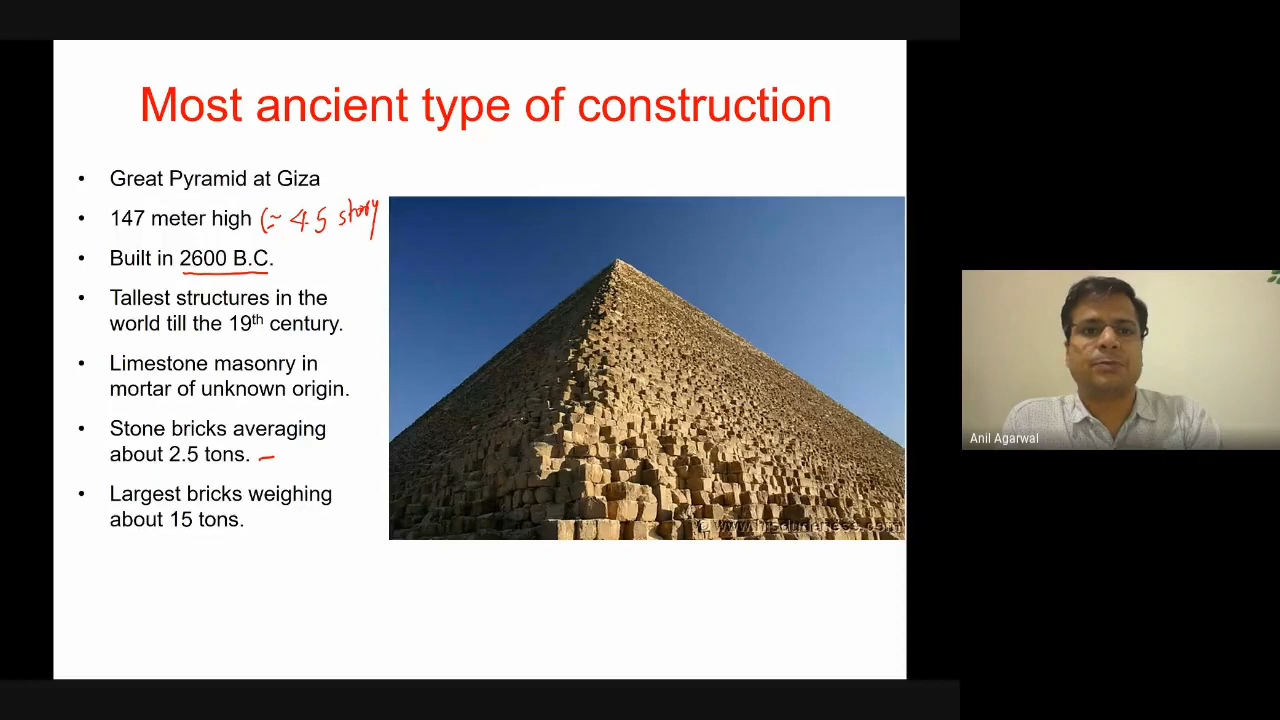 Most ancient type of construction
• Great Pyramid at Giza
• 147 meter high (≈ 45 story
• Built in 2600 B.C.
• Tallest structures in the
world till the 19th century.
• Limestone masonry in
mortar of unknown origin.
• Stone bricks averaging
about 2.5 tons.
• Largest bricks weighing
about 15 tons.
Anil Agarwal